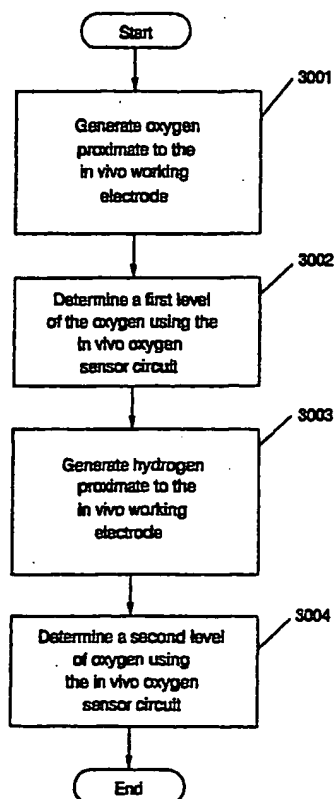 Start
3001
Generate oxygen
proximate to the
in vivo working
electrode
3002
Determine a first level
of the oxygen using the
in vivo oxygen
sensor circuit
3003
Generate hydrogen
proximate to the
in vivo working
electrode
3004
Determine a second level
of oxygen using
the in vivo oxygen
sensor circuit
End